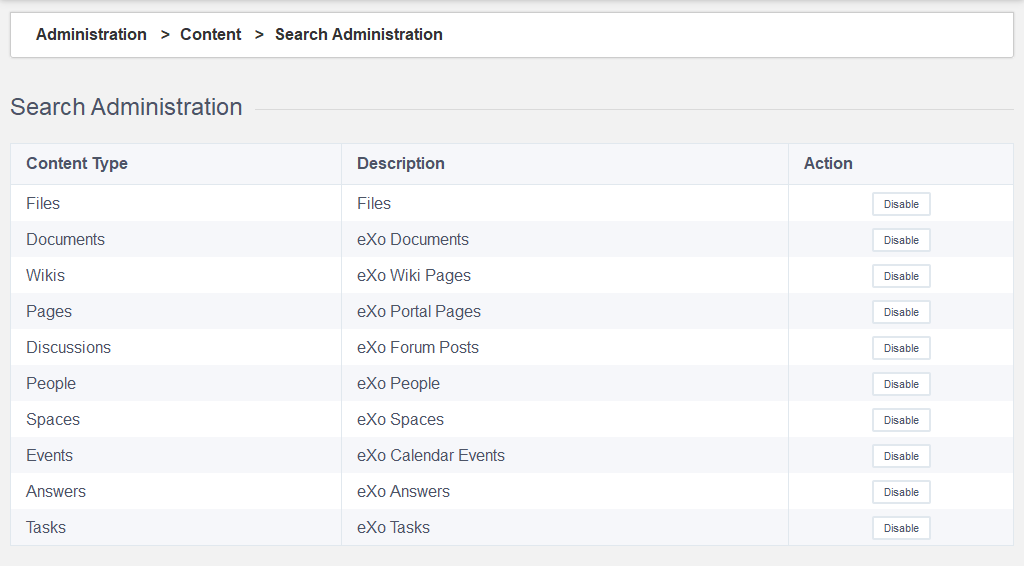 Administration > Content > Search Administration
Search Administration
Content Type Description Action
Files Files Disable
Documents eXo Documents Disable
Wikis eXo Wiki Pages Disable
Pages eXo Portal Pages Disable
Discussions eXo Forum Posts Disable
People eXo People Disable
Spaces eXo Spaces Disable
Events eXo Calendar Events Disable
Answers eXo Answers Disable
Tasks eXo Tasks Disable